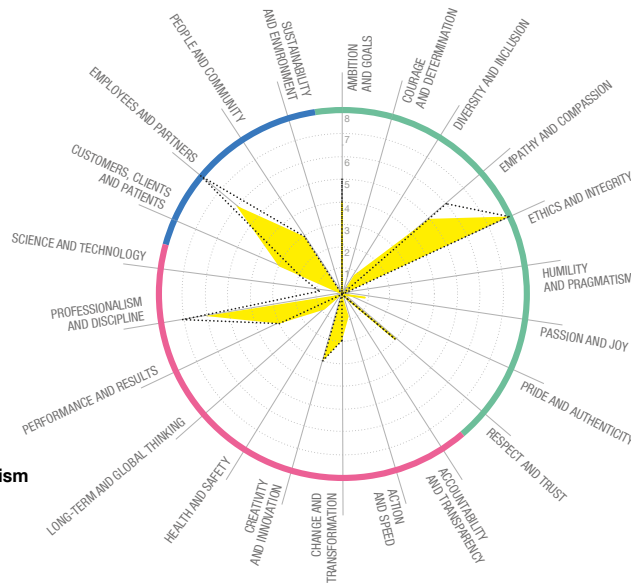 AMBITION
AND GOALS
COURAGE
AND DETERMINATION
DIVERSITY AND INCLUSION
EMPATHY AND COMPASSION
ETHICS AND INTEGRITY
HUMILITY
AND PRAGMATISM
PASSION AND JOY
PRIDE AND AUTHENTICITY
RESPECT AND TRUST
ACCOUNTABILITY
AND TRANSPARENCY
ACTION
AND SPEED
CHANGE AND
TRANSFORMATION
CREATIVITY
AND INNOVATION
HEALTH AND SAFETY
LONG-TERM AND GLOBAL THINKING
PERFORMANCE AND RESULTS
PROFESSIONALISM
AND DISCIPLINE
SCIENCE AND TECHNOLOGY
CUSTOMERS, CLIENTS
AND PATIENTS
EMPLOYEES AND PARTNERS
PEOPLE AND COMMUNITY
SUSTAINABILITY
AND ENVIRONMENT
8
7
6
5
4
3
2
1
ism